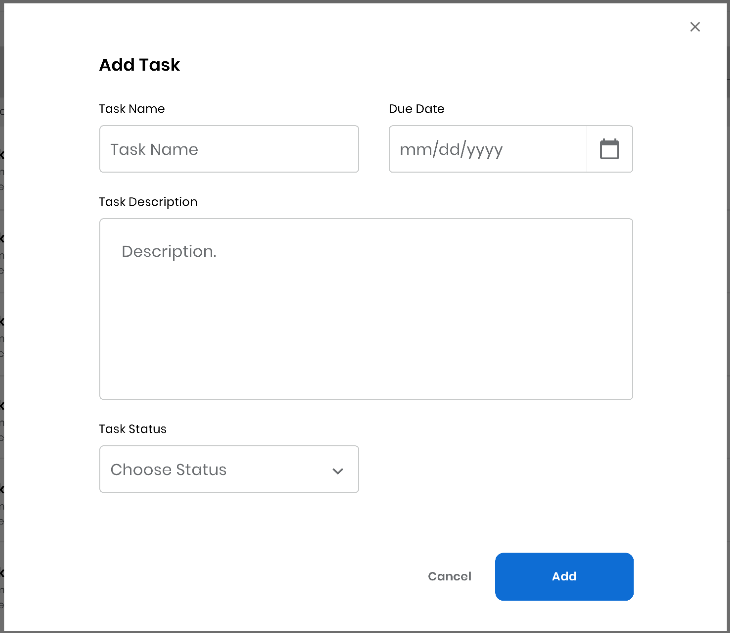 Add Task
Task Name
Due Date
Task Name
mm/dd/yyyy
Task Description
Description.
Task Status
Choose Status
Cancel
Add